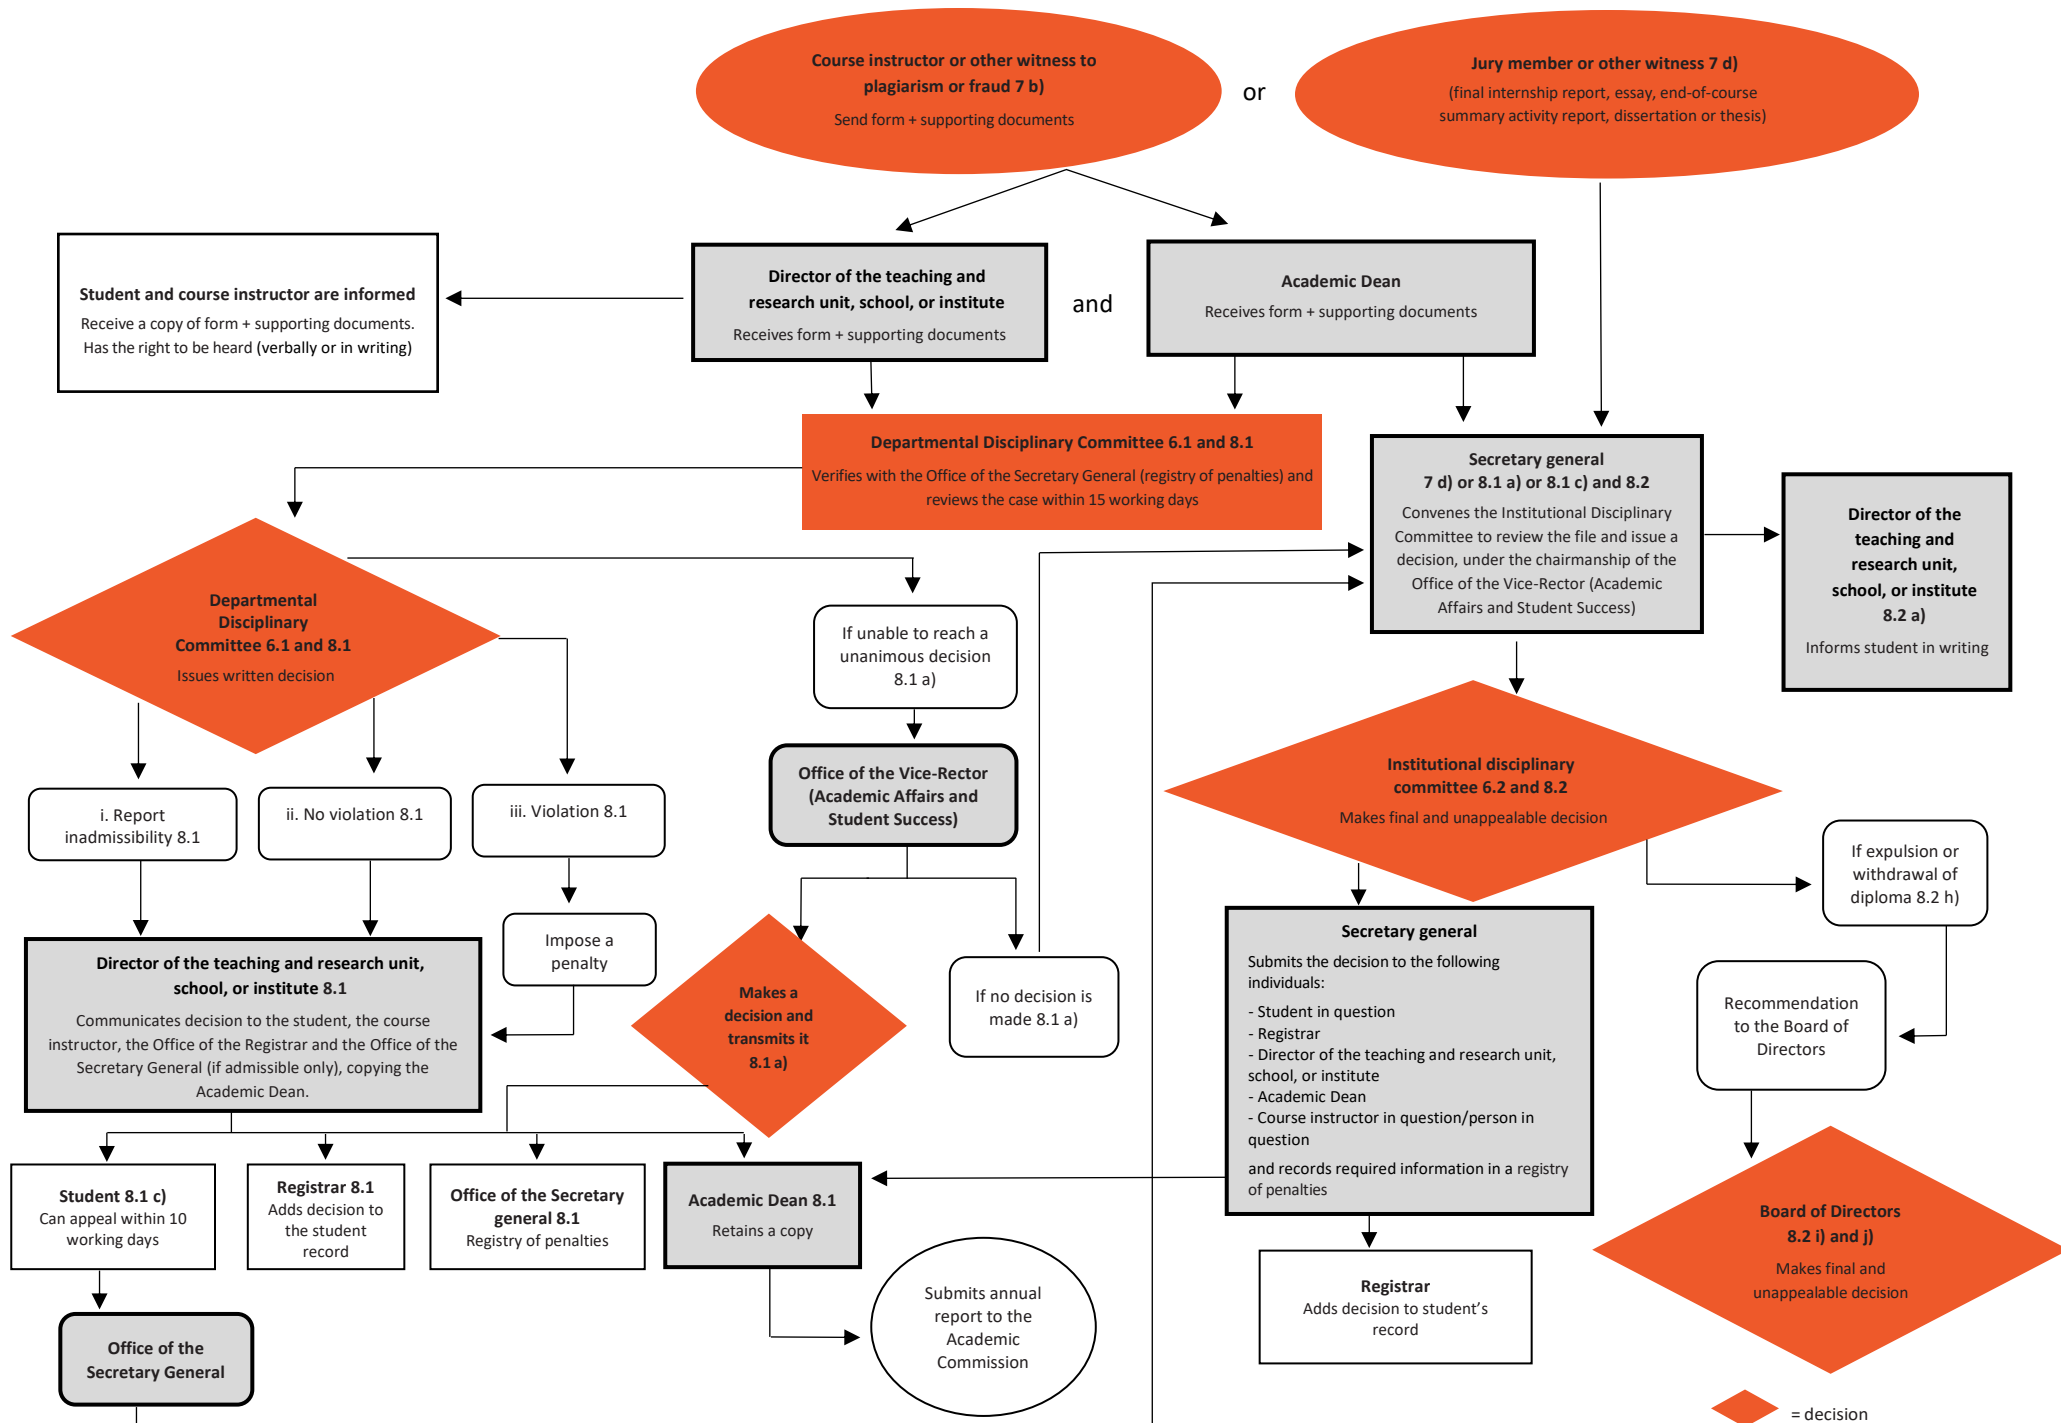 Course instructor or other witness to
plagiarism or fraud 7 b)
Send form + supporting documents
or
Jury member or other witness 7 d)
(final internship report, essay, end-of-course
summary activity report, dissertation or thesis)
Student and course instructor are informed
Receive a copy of form + supporting documents.
Has the right to be heard (verbally or in writing)
Director of the teaching and
research unit, school, or institute
Receives form + supporting documents
and
Academic Dean
Receives form + supporting documents
Departmental Disciplinary Committee 6.1 and 8.1
Verifies with the Office of the Secretary General (registry of penalties) and
reviews the case within 15 working days
Secretary general
7 d) or 8.1 a) or 8.1 c) and 8.2
Convenes the Institutional Disciplinary
Committee to review the file and issue a
decision, under the chairmanship of the
Office of the Vice-Rector (Academic
Affairs and Student Success)
Director of the
teaching and
research unit,
school, or institute
8.2 a)
Informs student in writing
Departmental
Disciplinary
Committee 6.1 and 8.1
Issues written decision
If unable to reach a
unanimous decision
8.1 a)
Office of the Vice-Rector
(Academic Affairs and
Student Success)
Institutional disciplinary
committee 6.2 and 8.2
Makes final and unappealable decision
i. Report
inadmissibility 8.1
ii. No violation 8.1
iii. Violation 8.1
If expulsion or
withdrawal of
diploma 8.2 h)
Impose a
penalty
Director of the teaching and research unit,
school, or institute 8.1
Communicates decision to the student, the course
instructor, the Office of the Registrar and the Office of the
Secretary General (if admissible only), copying the
Academic Dean.
Makes a
decision and
transmits it
8.1 a)
If no decision is
made 8.1 a)
Secretary general
Submits the decision to the following
individuals:
- Student in question
- Registrar
- Director of the teaching and research unit,
school, or institute
- Academic Dean
- Course instructor in question/person in
question
and records required information in a registry
of penalties
Recommendation
to the Board of
Directors
Student 8.1 c)
Can appeal within 10
working days
Registrar 8.1
Adds decision to
the student
record
Office of the Secretary
general 8.1
Registry of penalties
Academic Dean 8.1
Retains a copy
Board of Directors
8.2 i) and j)
Makes final and
unappealable decision
Registrar
Adds decision to student’s
record
Submits annual
report to the
Academic
Commission
Office of the
Secretary General
= decision